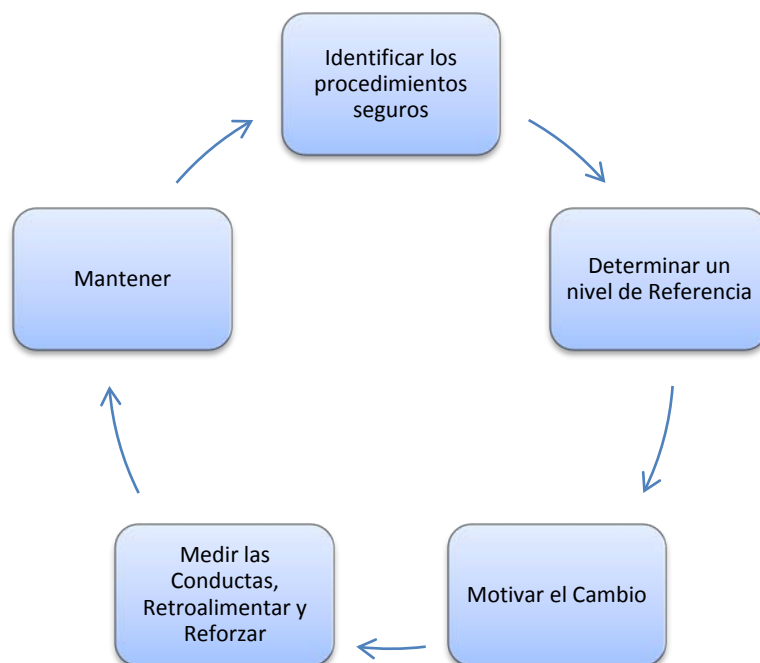 Identificar los
procedimientos
seguros
Determinar un
nivel de Referencia
Motivar el Cambio
Medir las
Conductas,
Retroalimentar y
Reforzar
Mantener